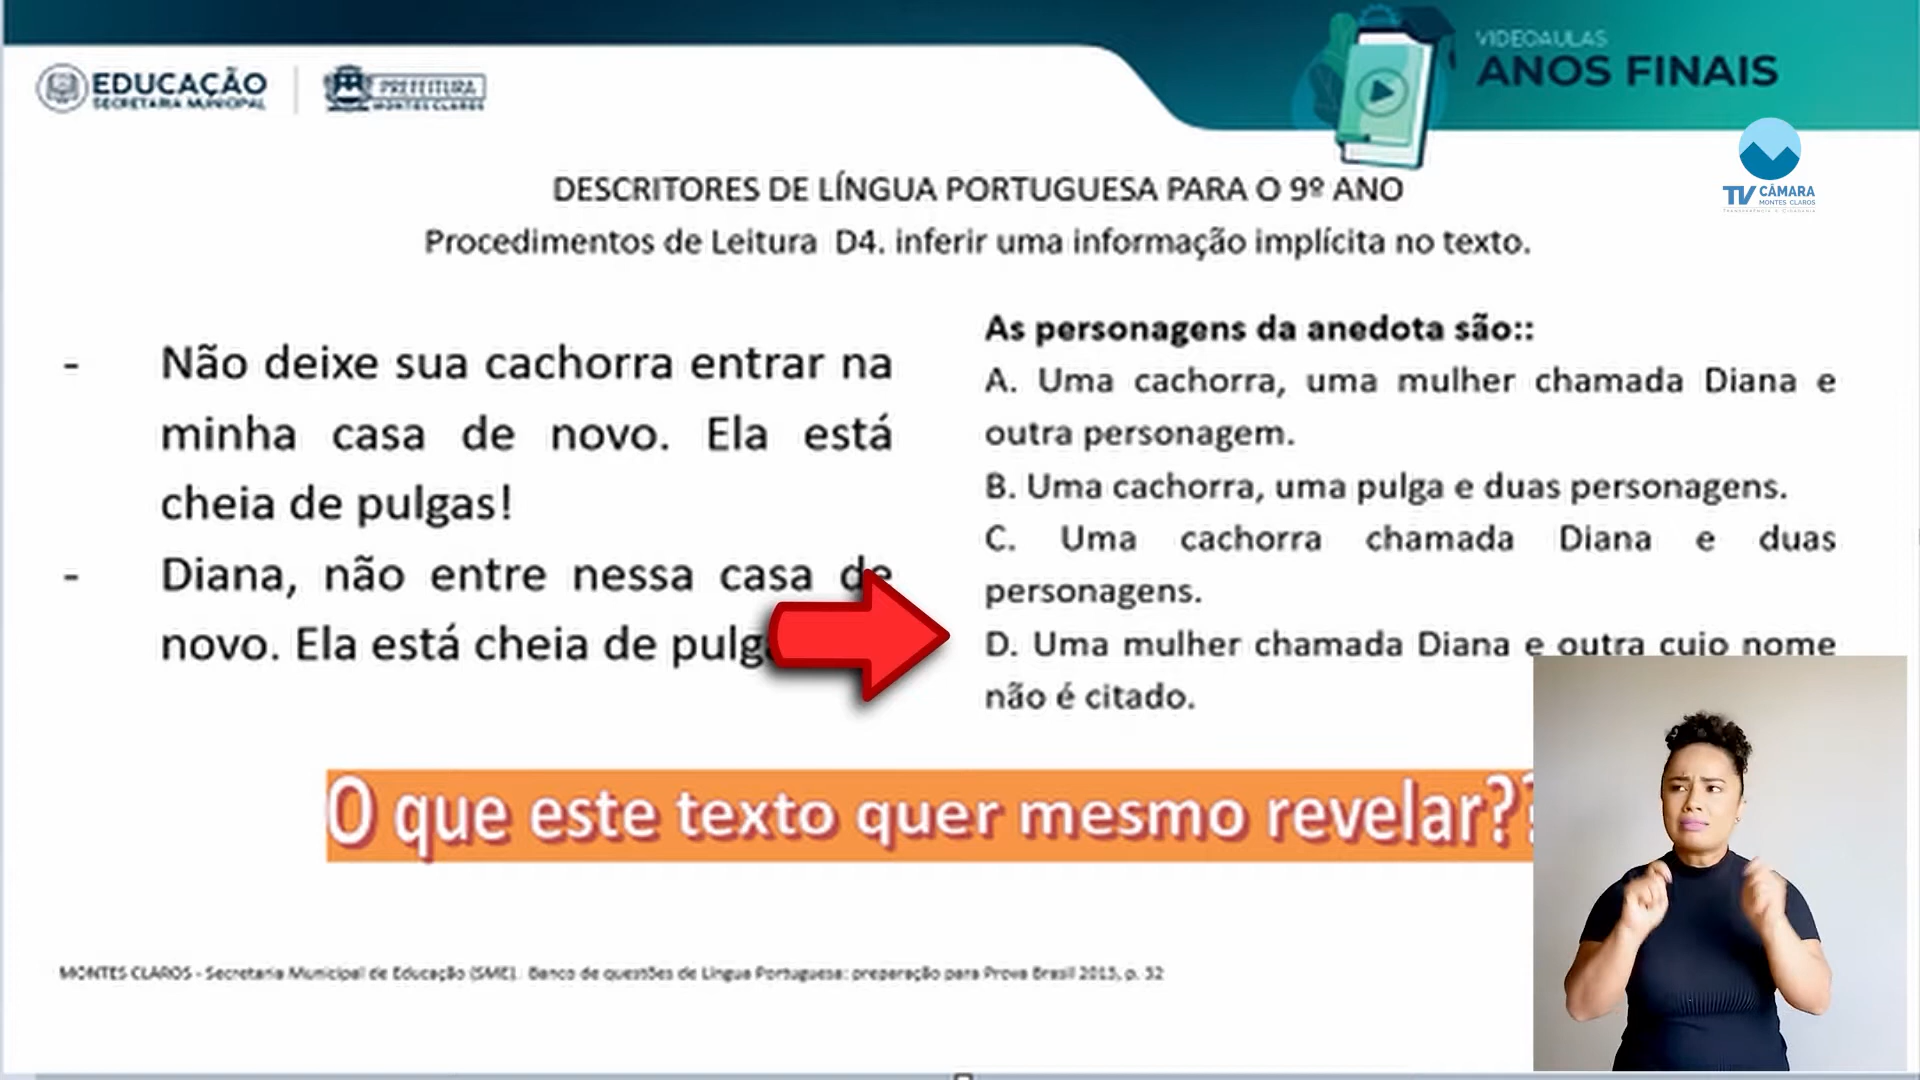 EDUCAÇÃO
SECRETARIA MUNICIPAL
PREFEITURA
MONTES CLAROS
VIDEOAULAS
ANOS FINAIS
TV CÂMARA
MONTES CLAROS
DESCRITORES DE LÍNGUA PORTUGUESA PARA O 9º ANO
Procedimentos de Leitura D4. inferir uma informação implícita no texto.
- Não deixe sua cachorra entrar na
minha casa de novo. Ela está
cheia de pulgas!
- Diana, não entre nessa casa de
novo. Ela está cheia de pulg
As personagens da anedota são::
A. Uma cachorra, uma mulher chamada Diana e
outra personagem.
B. Uma cachorra, uma pulga e duas personagens.
C. Uma cachorra chamada Diana e duas
personagens.
D. Uma mulher chamada Diana e outra cujo nome
não é citado.
O que este texto quer mesmo revelar??
MONTES CLAROS - Secretaria Municipal de Educação (SME). Banco de questões de Língua Portuguesa: preparação para Prova Brasil 2015, p. 32